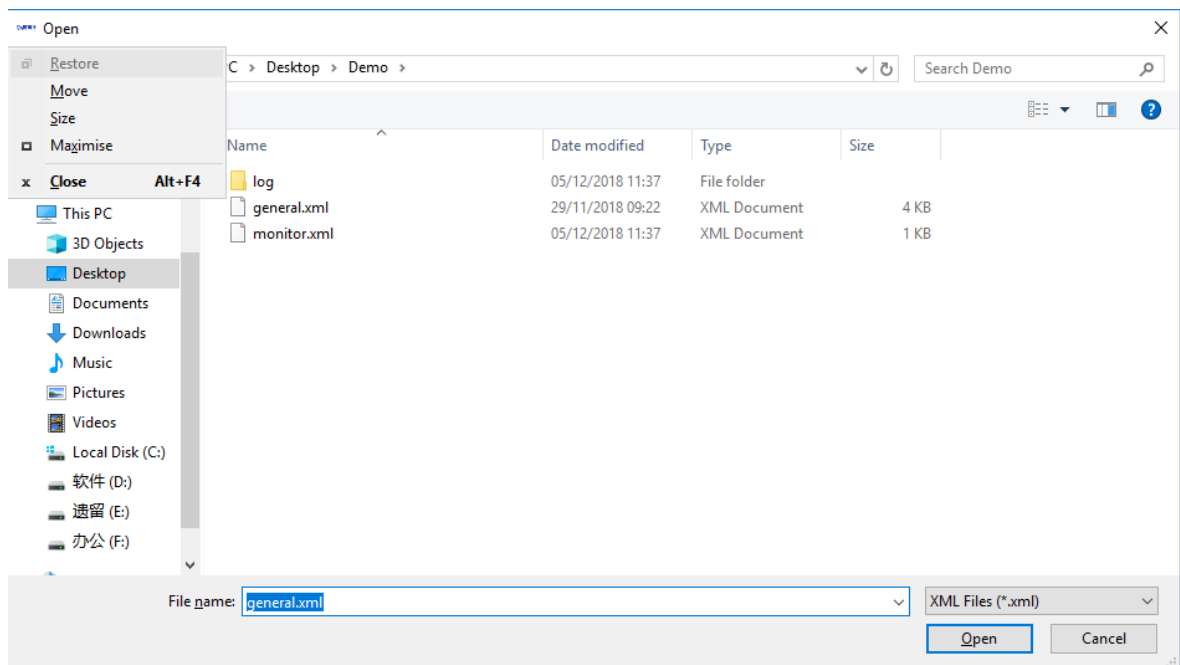 Open
Restore
C > Desktop > Demo >
Search Demo
Move
Size
Maximise
Name Date modified Type Size
Close Alt+F4
log 05/12/2018 11:37 File folder
This PC
general.xml 29/11/2018 09:22 XML Document 4 KB
monitor.xml 05/12/2018 11:37 XML Document 1 KB
3D Objects
Desktop
Documents
Downloads
Music
Pictures
Videos
Local Disk (C:)
软件 (D:)
遗留 (E:)
办公 (F:)
File name: general.xml XML Files (*.xml)
Open Cancel